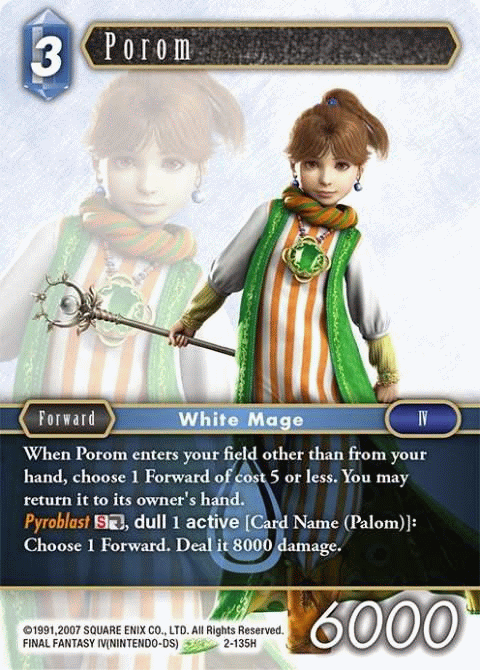 3
Porom
Forward
White Mage
IV
When Porom enters your field other than from your
hand, choose 1 Forward of cost 5 or less. You may
return it to its owner's hand.
Pyroblast S, dull 1 active [Card Name (Palom)]:
Choose 1 Forward. Deal it 8000 damage.
©1991,2007 SQUARE ENIX CO., LTD. All Rights Reserved.
FINAL FANTASY IV(NINTENDO-DS) 2-135H
6000